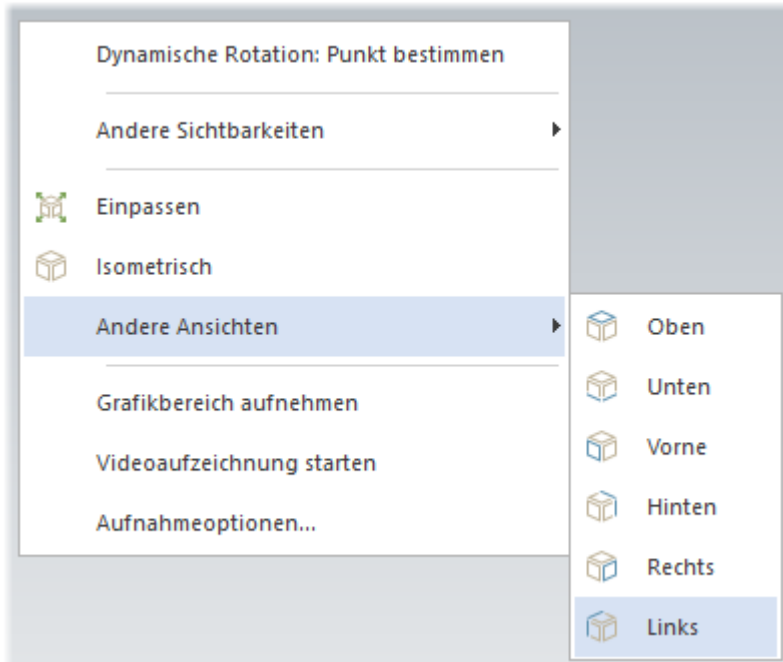 Dynamische Rotation: Punkt bestimmen
Andere Sichtbarkeiten
Einpassen
Isometrisch
Andere Ansichten
Grafikbereich aufnehmen
Videoaufzeichnung starten
Aufnahmeoptionen...
Oben
Unten
Vorne
Hinten
Rechts
Links